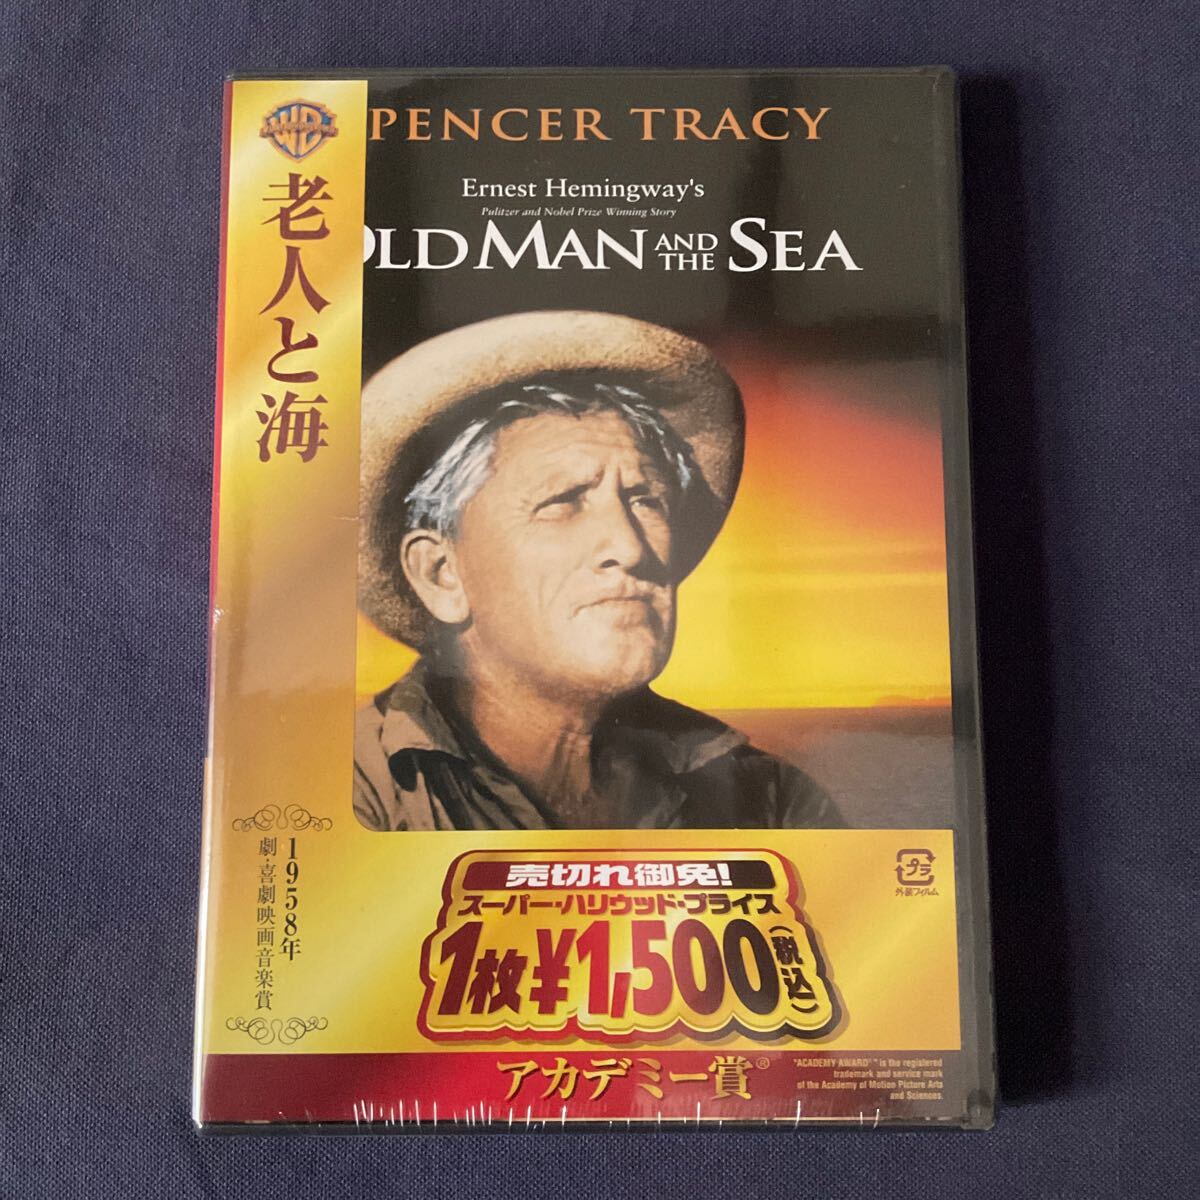 PENCER TRACY
Ernest Hemingway's
Pulitzer and Nobel Prize Winning Story
OLD MAN AND THE SEA
老人と海
1958年
劇・喜劇映画音楽賞
売切れ御免!
スーパー・ハリウッド・プライス
1枚¥1,500(税込)
プラ
外装フィルム
アカデミー賞®
"ACADEMY AWARD®" is the registered
trademark and service mark
of the Academy of Motion Picture Arts
and Sciences.